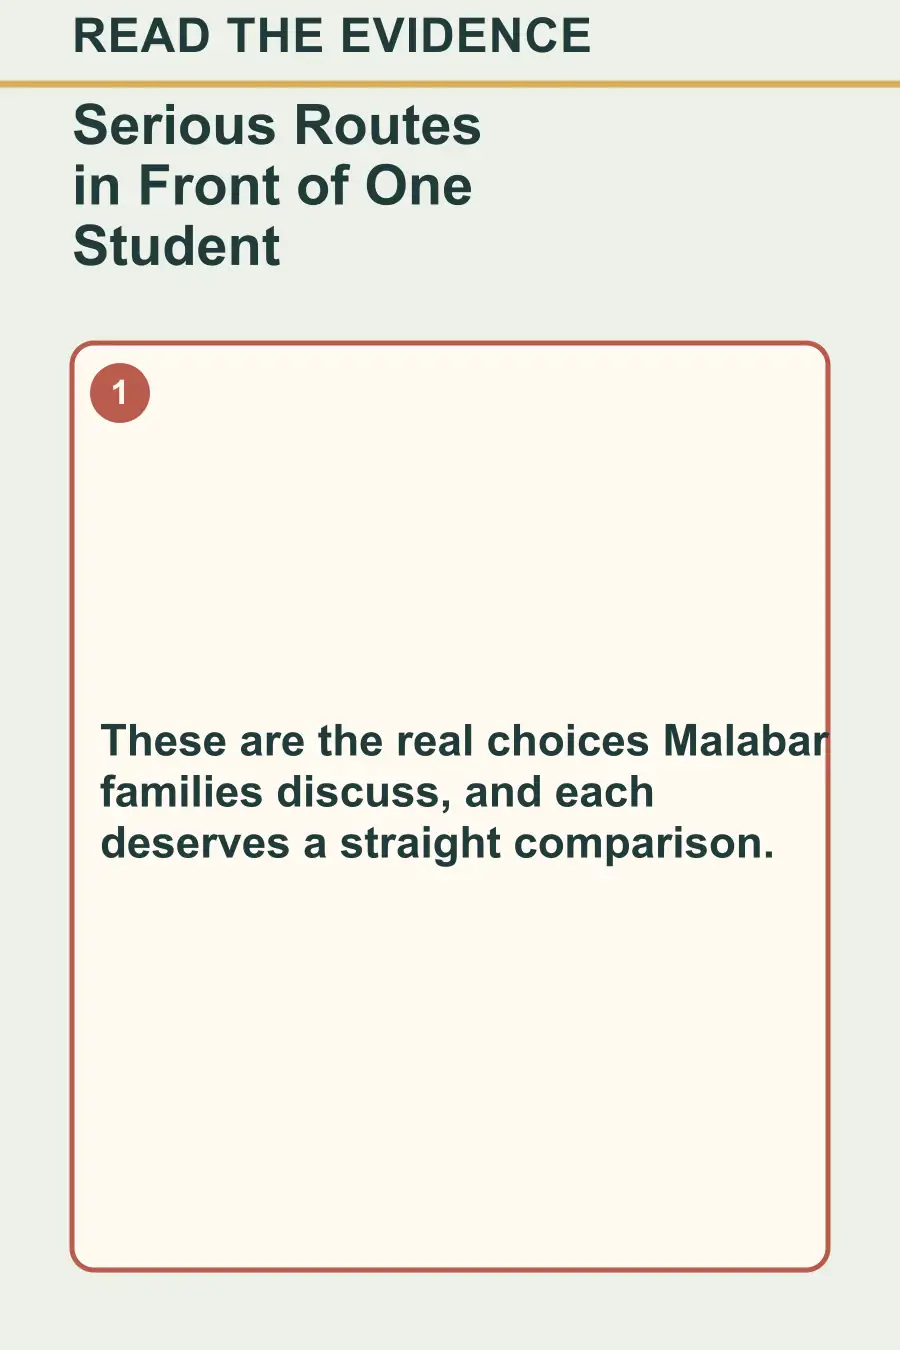 READ THE EVIDENCE
Serious Routes
in Front of One
Student
1
These are the real choices Malabar
families discuss, and each
deserves a straight comparison.